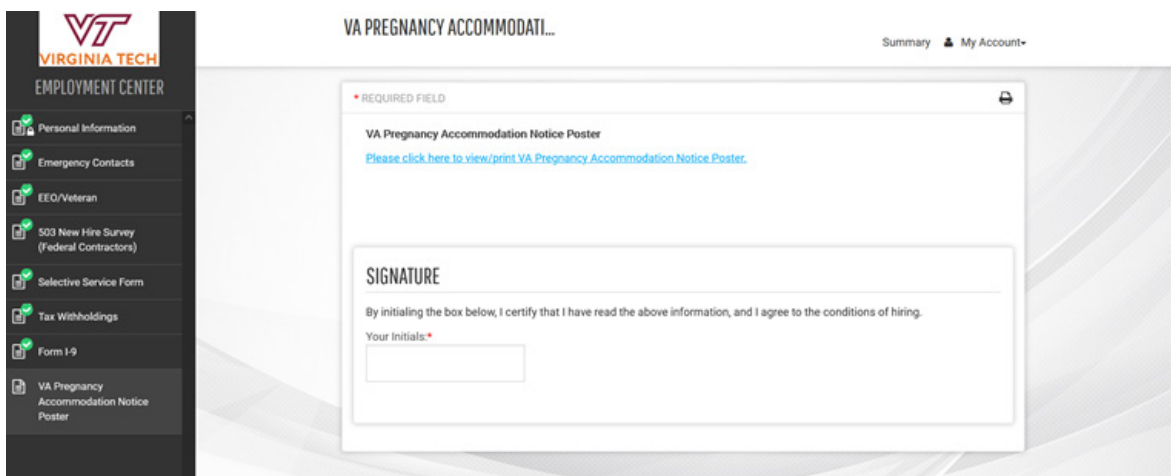 VT
VIRGINIA TECH
EMPLOYMENT CENTER
Personal Information
Emergency Contacts
EEO/Veteran
503 New Hire Survey
(Federal Contractors)
Selective Service Form
Tax Withholdings
Form I-9
VA Pregnancy
Accommodation Notice
Poster
VA PREGNANCY ACCOMMODATI...
Summary My Account
* REQUIRED FIELD
VA Pregnancy Accommodation Notice Poster
Please click here to view/print VA Pregnancy Accommodation Notice Poster.
SIGNATURE
By initialing the box below, I certify that I have read the above information, and I agree to the conditions of hiring.
Your Initials:*